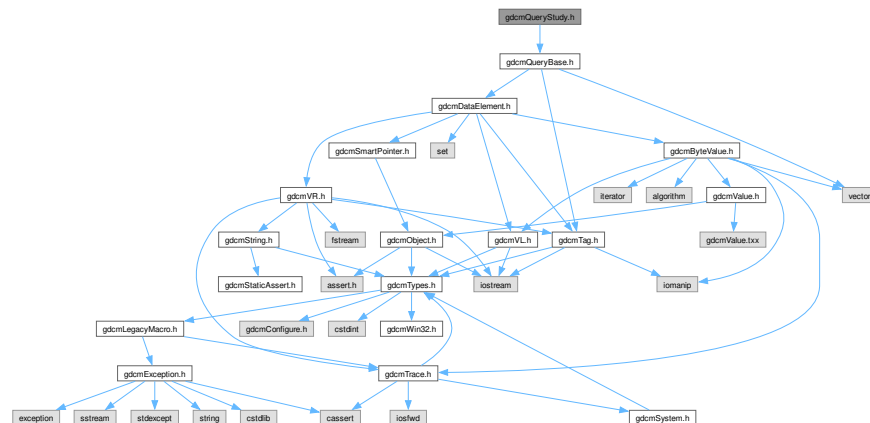 gdcmQueryStudy.h
gdcmQueryBase.h
gdcmDataElement.h
gdcmSmartPointer.h
set
gdcmByteValue.h
gdcmVR.h
iterator
algorithm
gdcmValue.h
vector
gdcmString.h
fstream
gdcmObject.h
gdcmVL.h
gdcmTag.h
gdcmValue.txx
gdcmStaticAssert.h
assert.h
gdcmTypes.h
iostream
iomanip
gdcmLegacyMacro.h
gdcmConfigure.h
cstdint
gdcmWin32.h
gdcmException.h
gdcmTrace.h
exception
sstream
stdexcept
string
cstdlib
cassert
iosfwd
gdcmSystem.h